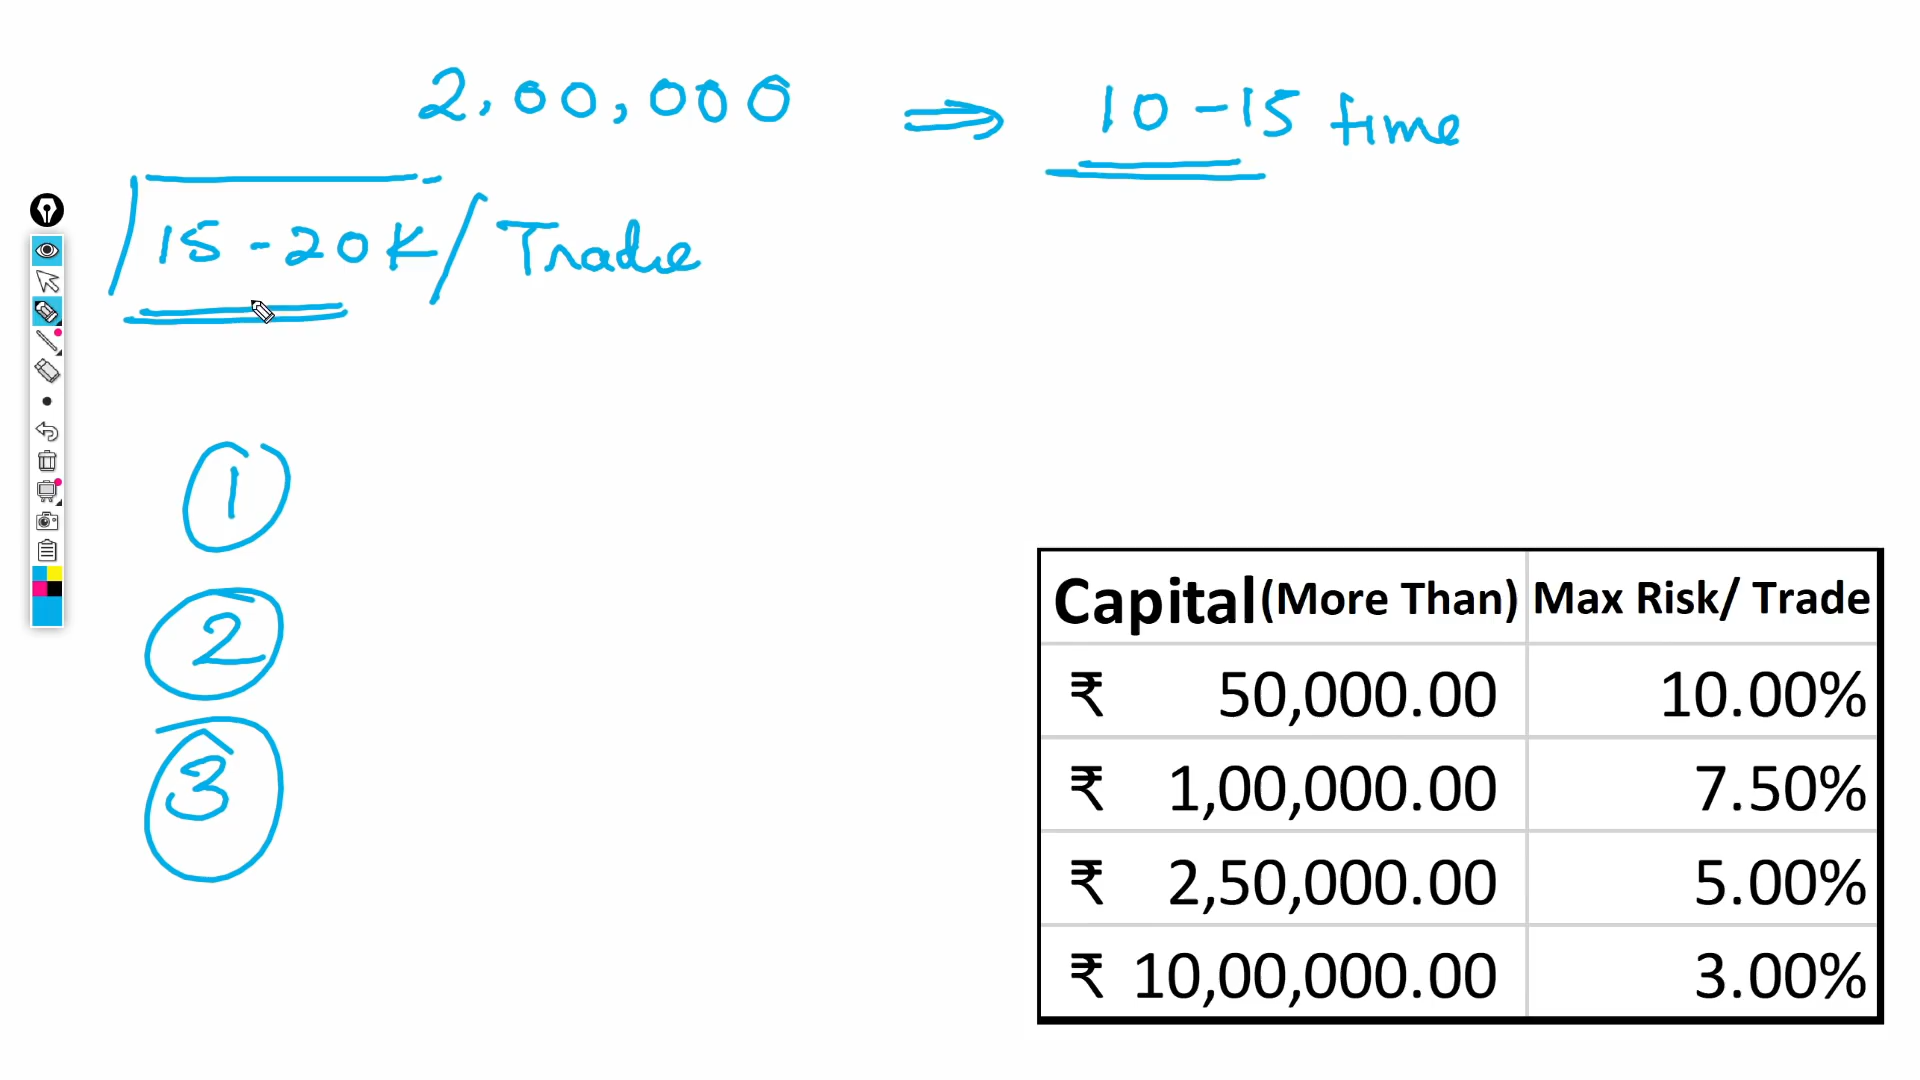 2,00,000 ⇒ 10-15 time
15-20K/Trade
1
2
3
Capital(More Than) Max Risk/ Trade
₹ 50,000.00 10.00%
₹ 1,00,000.00 7.50%
₹ 2,50,000.00 5.00%
₹ 10,00,000.00 3.00%